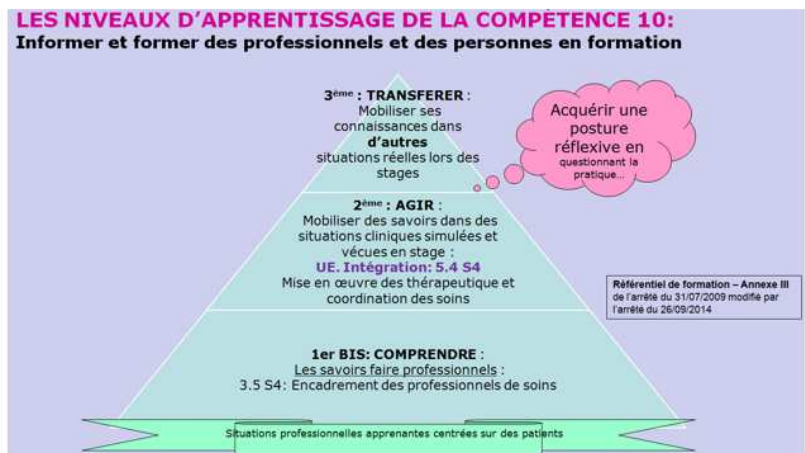 LES NIVEAUX D'APPRENTISSAGE DE LA COMPÉTENCE 10:
Informer et former des professionnels et des personnes en formation
3ème : TRANSFERER :
Mobiliser ses
connaissances dans
d'autres
situations réelles lors des
stages
Acquérir une
posture
réflexive en
questionnant la
pratique…
2ème : AGIR :
Mobiliser des savoirs dans des
situations cliniques simulées et
vécues en stage :
UE. Intégration: 5.4 S4
Mise en œuvre des thérapeutique et
coordination des soins
Référentiel de formation – Annexe III
de l'arrêté du 31/07/2009 modifié par
l'arrêté du 26/09/2014
1er BIS: COMPRENDRE :
Les savoirs faire professionnels :
3.5 S4: Encadrement des professionnels de soins
Situations professionnelles apprenantes centrées sur des patients